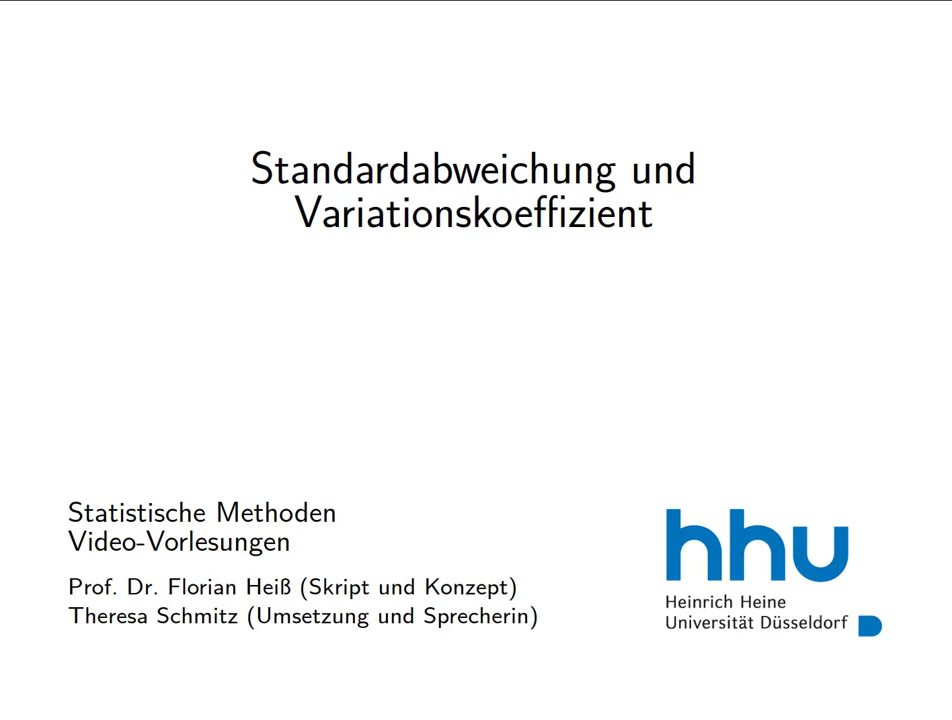 Standardabweichung und
Variationskoeffizient
Statistische Methoden
Video-Vorlesungen
Prof. Dr. Florian Heiß (Skript und Konzept)
Theresa Schmitz (Umsetzung und Sprecherin)
hhu
Heinrich Heine
Universität Düsseldorf